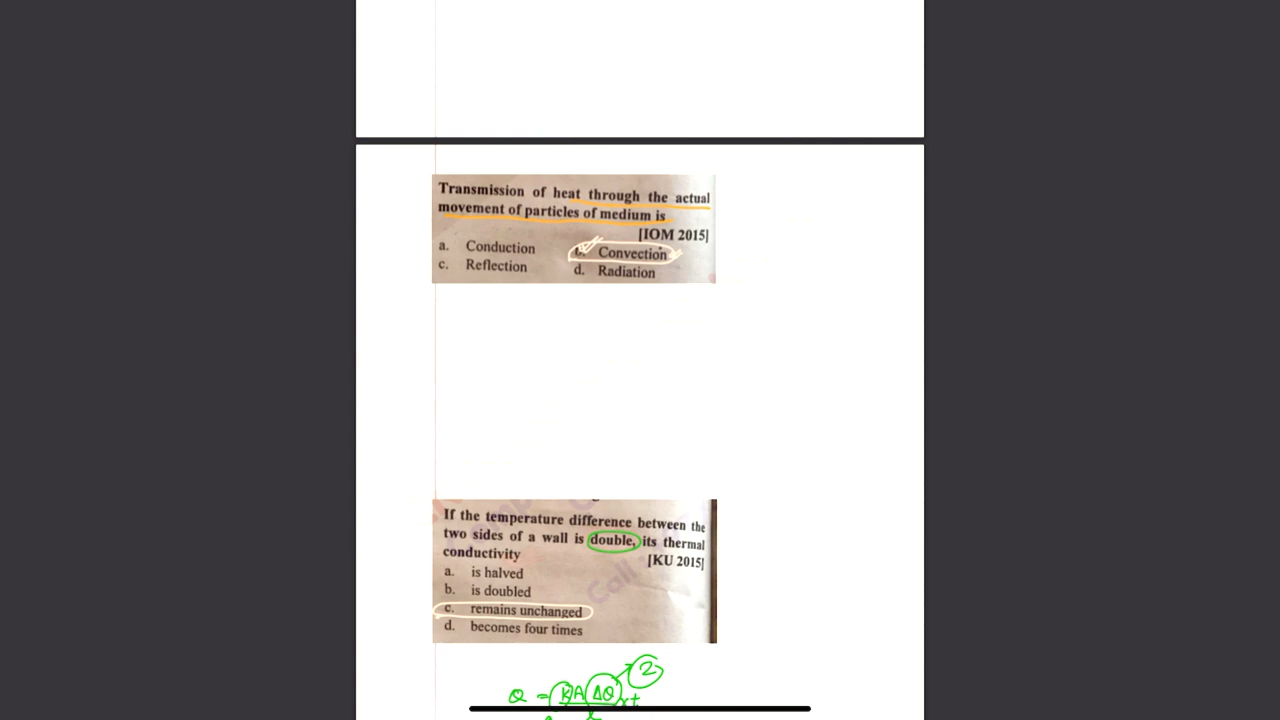 Transmission of heat through the actual
movement of particles of medium is
[IOM 2015]
a. Conduction
b. Convection
c. Reflection
d. Radiation
If the temperature difference between the
two sides of a wall is double, its thermal
conductivity
[KU 2015]
a. is halved
b. is doubled
c. remains unchanged
d. becomes four times
2
Q = KA Δθ x t